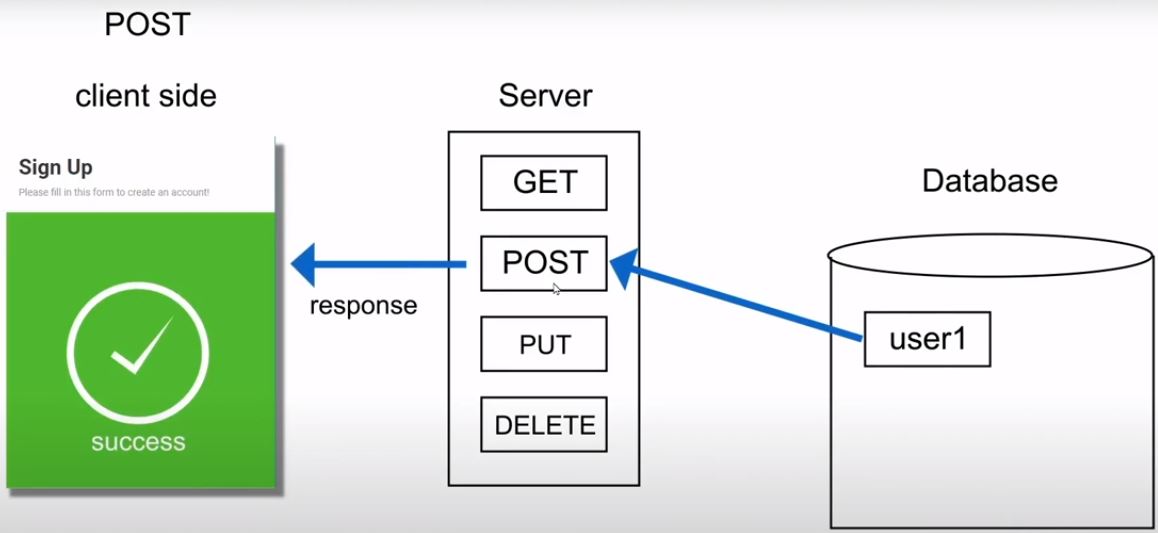 POST
client side
Sign Up
Please fill in this form to create an account!
success
response
Server
GET
POST
PUT
DELETE
Database
user1